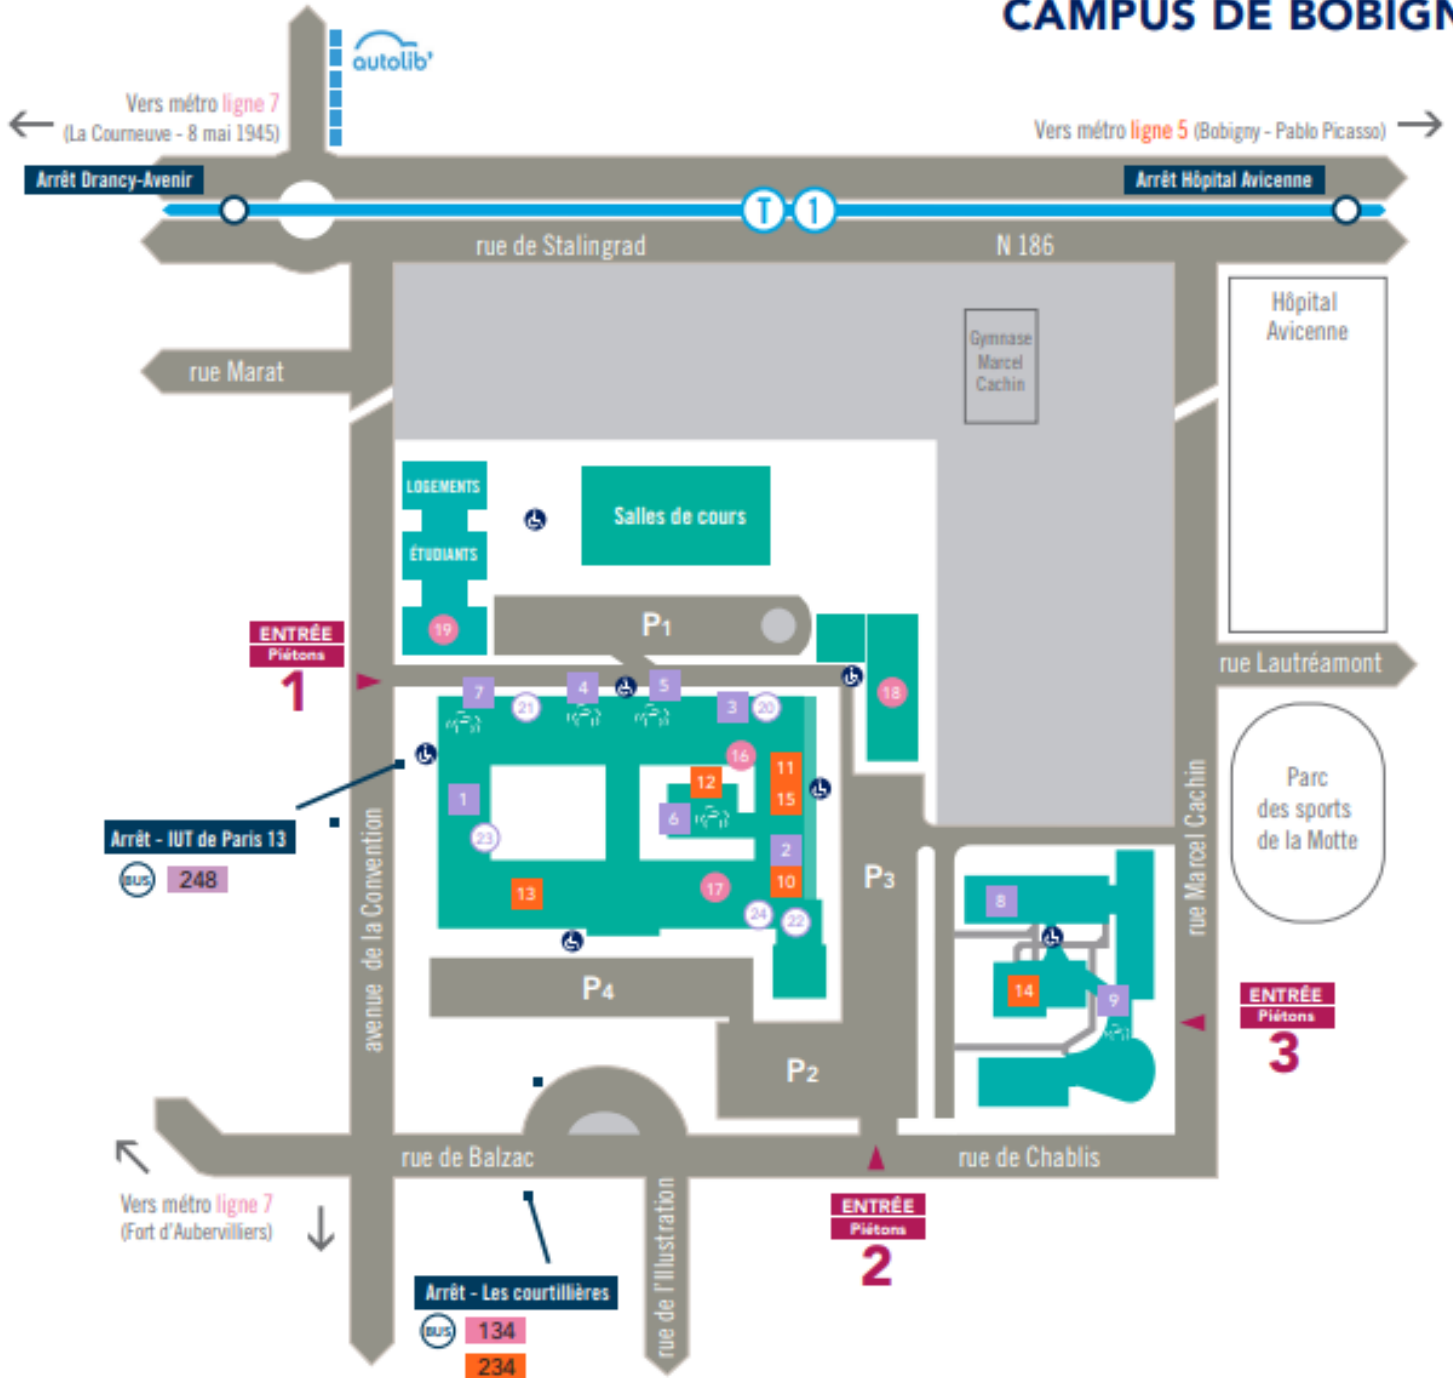 CAMPUS DE BOBIGN
autolib'
Vers métro ligne 7
(La Courneuve - 8 mai 1945)
Vers métro ligne 5 (Bobigny - Pablo Picasso)
Arrêt Drancy-Avenir
Arrêt Hôpital Avicenne
T 1
rue de Stalingrad
N 186
Hôpital
Avicenne
Gymnase
Marcel
Cachin
rue Marat
LOGEMENTS
ÉTUDIANTS
Salles de cours
19
P1
ENTRÉE
Piétons
1
rue Lautréamont
7
21
4
5
3
20
18
16
11
12
15
1
6
23
2
10
13
17
24
22
Parc
des sports
de la Motte
Arrêt - IUT de Paris 13
BUS 248
avenue de la Convention
P3
rue Marcel Cachin
8
14
9
P4
P2
ENTRÉE
Piétons
3
rue de Balzac
rue de Chablis
Vers métro ligne 7
(Fort d'Aubervilliers)
rue de l'Illustration
ENTRÉE
Piétons
2
Arrêt - Les courtillières
BUS 134
234